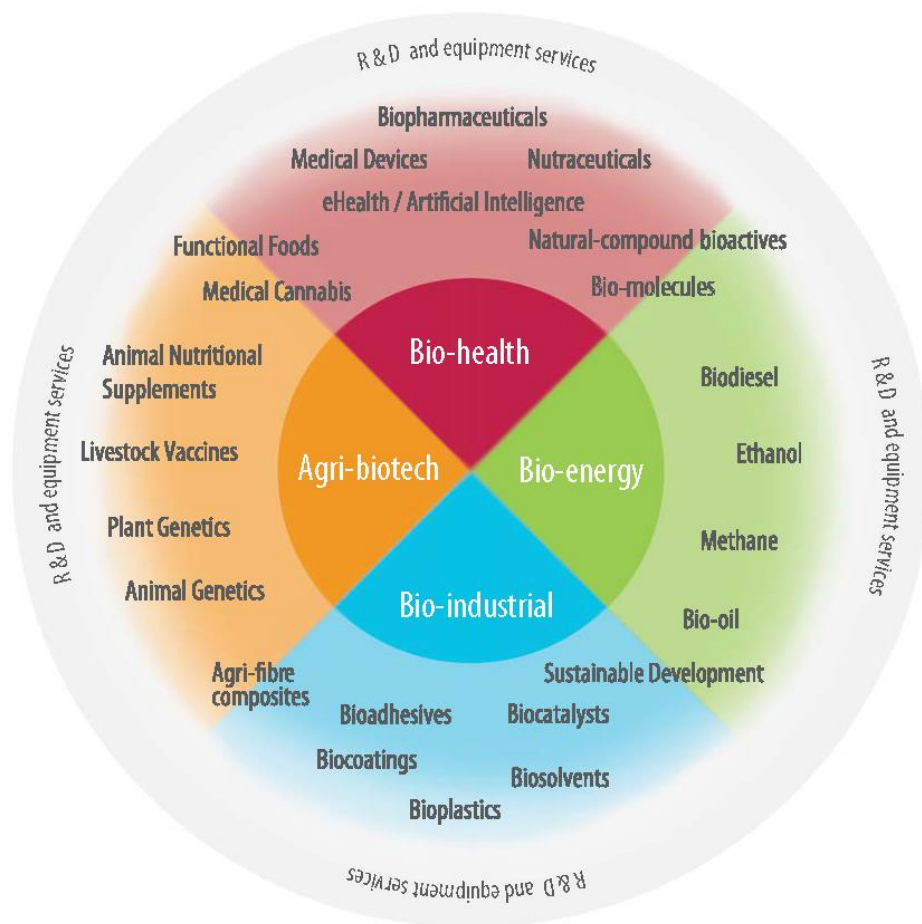 R & D and equipment services
Biopharmaceuticals
Medical Devices
Nutraceuticals
eHealth / Artificial Intelligence
Functional Foods
Natural-compound bioactives
Medical Cannabis
Bio-molecules
Bio-health
Animal Nutritional
Supplements
Biodiesel
R & D and equipment services
R & D and equipment services
Livestock Vaccines
Agri-biotech
Bio-energy
Ethanol
Plant Genetics
Methane
Animal Genetics
Bio-industrial
Bio-oil
Agri-fibre
composites
Sustainable Development
Bioadhesives
Biocatalysts
Biocoatings
Biosolvents
Bioplastics
R & D and equipment services